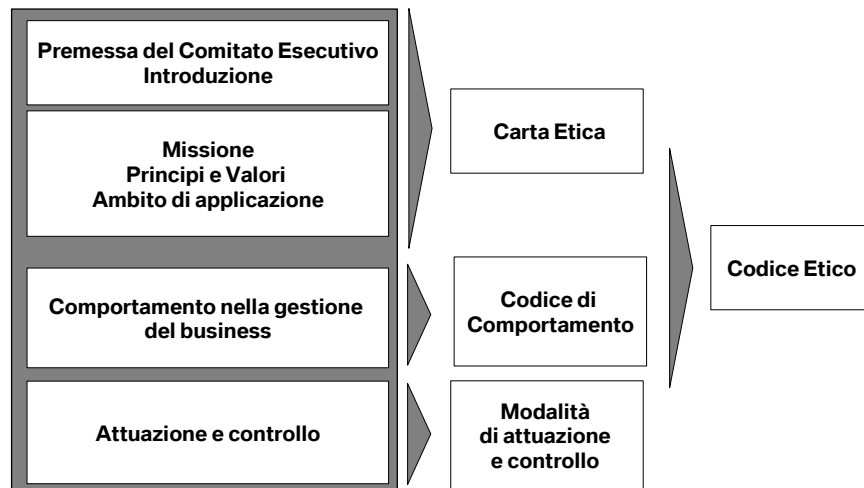 Premessa del Comitato Esecutivo
Introduzione
Missione
Principi e Valori
Ambito di applicazione
Carta Etica
Comportamento nella gestione
del business
Codice di
Comportamento
Attuazione e controllo
Modalità
di attuazione
e controllo
Codice Etico